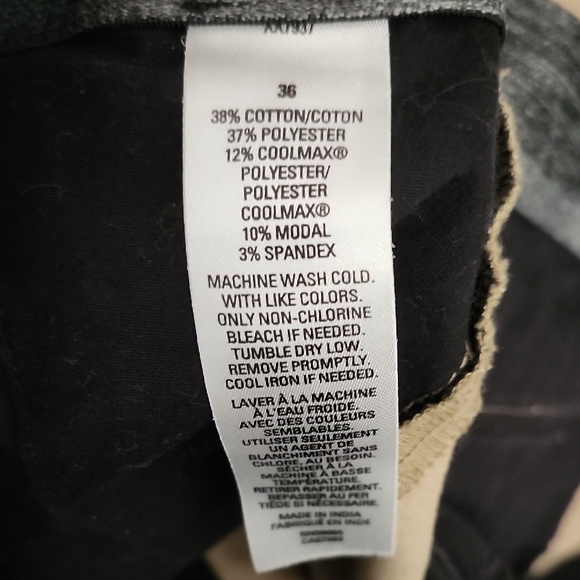 36
38% COTTON/COTON
37% POLYESTER
12% COOLMAX®
POLYESTER/
POLYESTER
COOLMAX®
10% MODAL
3% SPANDEX
MACHINE WASH COLD.
WITH LIKE COLORS.
ONLY NON-CHLORINE
BLEACH IF NEEDED.
TUMBLE DRY LOW.
REMOVE PROMPTLY.
COOL IRON IF NEEDED.
LAVER À LA MACHINE
À L'EAU FROIDE.
AVEC DES COULEURS
SEMBLABLES.
UTILISER SEULEMENT
UN AGENT DE
BLANCHIMENT SANS
CHLORE, AU BESOIN.
SÉCHER À LA
MACHINE À BASSE
TEMPÉRATURE.
RETIRER RAPIDEMENT.
REPASSER AU FER
TIÈDE SI NÉCESSAIRE.
MADE IN INDIA
FABRIQUÉ EN INDE